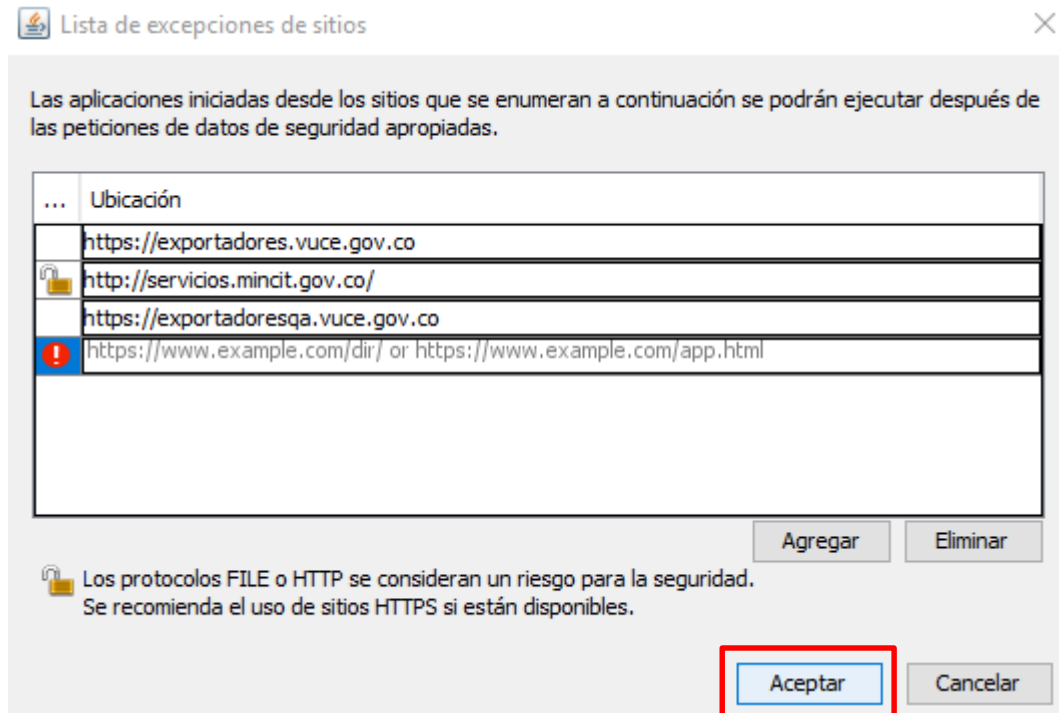 Lista de excepciones de sitios
Las aplicaciones iniciadas desde los sitios que se enumeran a continuación se podrán ejecutar después de
las peticiones de datos de seguridad apropiadas.
... Ubicación
https://exportadores.vuce.gov.co
http://servicios.mincit.gov.co/
https://exportadoresqa.vuce.gov.co
https://www.example.com/dir/ or https://www.example.com/app.html
Agregar Eliminar
Los protocolos FILE o HTTP se consideran un riesgo para la seguridad.
Se recomienda el uso de sitios HTTPS si están disponibles.
Aceptar Cancelar